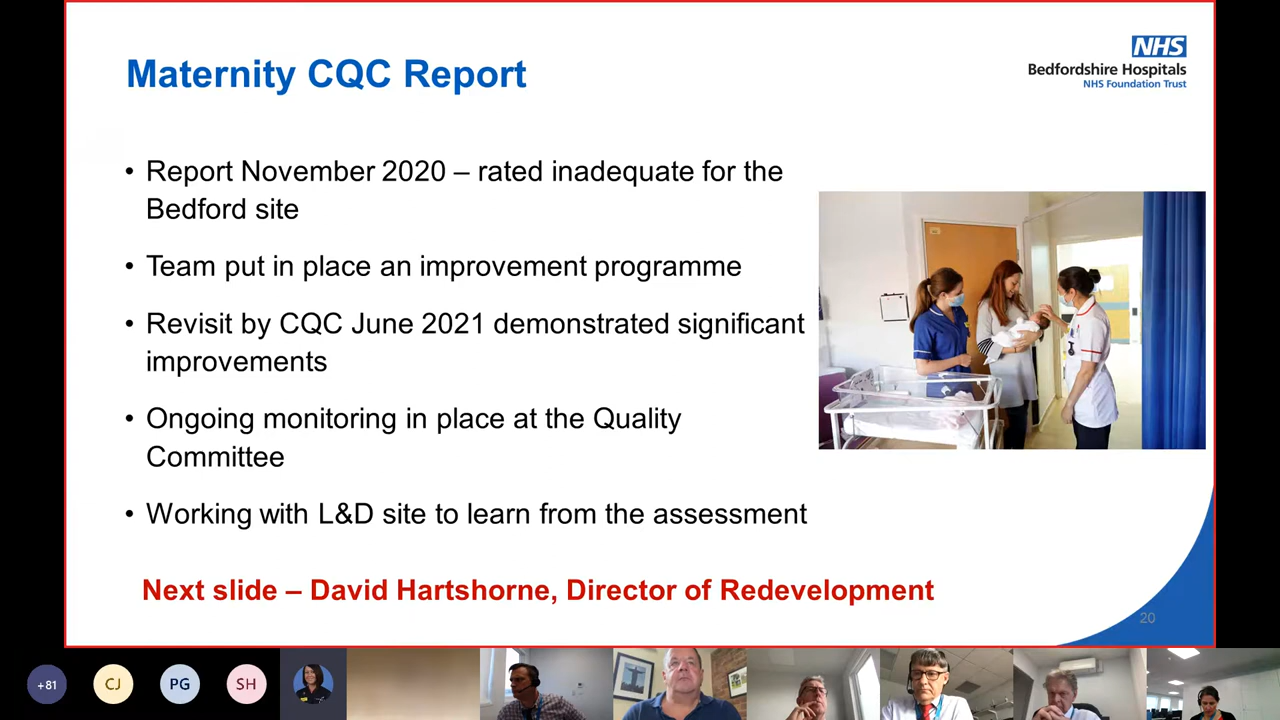 Maternity CQC Report
NHS
Bedfordshire Hospitals
NHS Foundation Trust
• Report November 2020 – rated inadequate for the
Bedford site
• Team put in place an improvement programme
• Revisit by CQC June 2021 demonstrated significant
improvements
• Ongoing monitoring in place at the Quality
Committee
• Working with L&D site to learn from the assessment
Next slide – David Hartshorne, Director of Redevelopment
20
+81
CJ
PG
SH